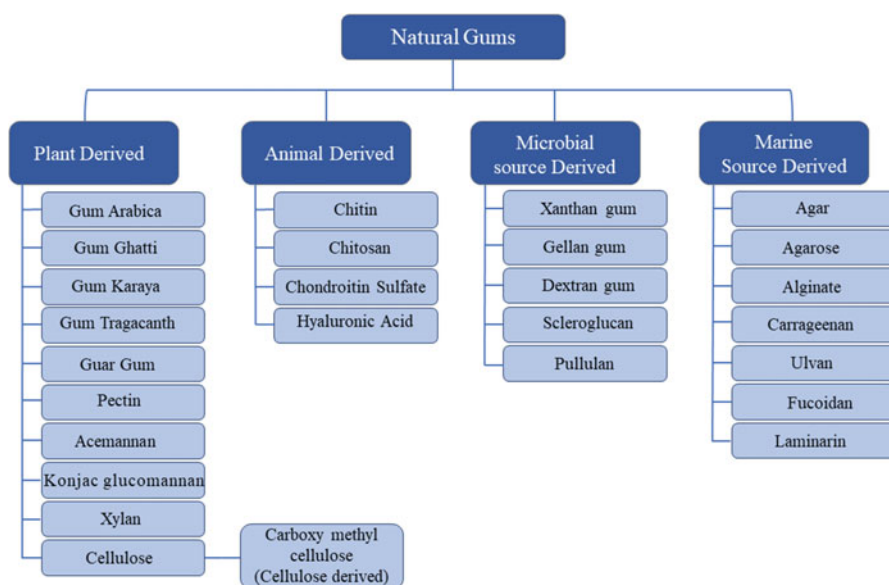 Natural Gums
Plant Derived
Gum Arabica
Gum Ghatti
Gum Karaya
Gum Tragacanth
Guar Gum
Pectin
Acemannan
Konjac glucomannan
Xylan
Cellulose
Carboxy methyl
cellulose
(Cellulose derived)
Animal Derived
Chitin
Chitosan
Chondroitin Sulfate
Hyaluronic Acid
Microbial
source Derived
Xanthan gum
Gellan gum
Dextran gum
Scleroglucan
Pullulan
Marine
Source Derived
Agar
Agarose
Alginate
Carrageenan
Ulvan
Fucoidan
Laminarin